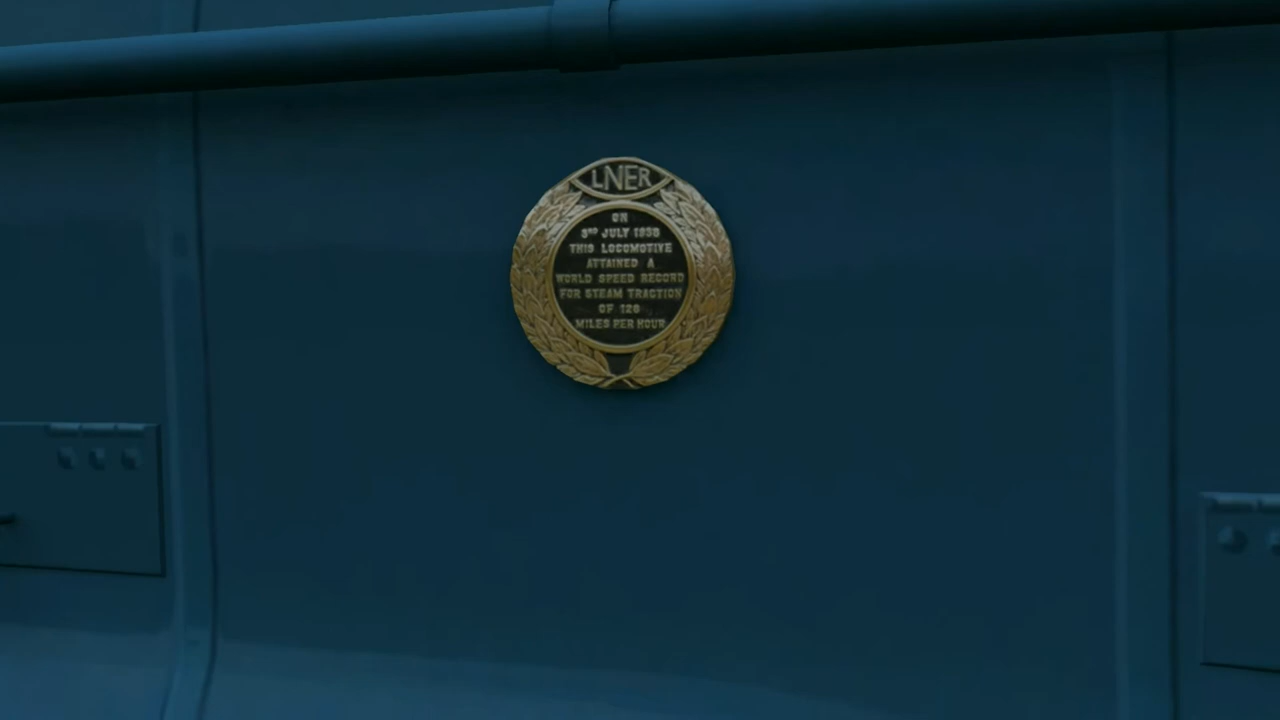 LNER
ON
3RD JULY 1938
THIS LOCOMOTIVE
ATTAINED A
WORLD SPEED RECORD
FOR STEAM TRACTION
OF 126
MILES PER HOUR